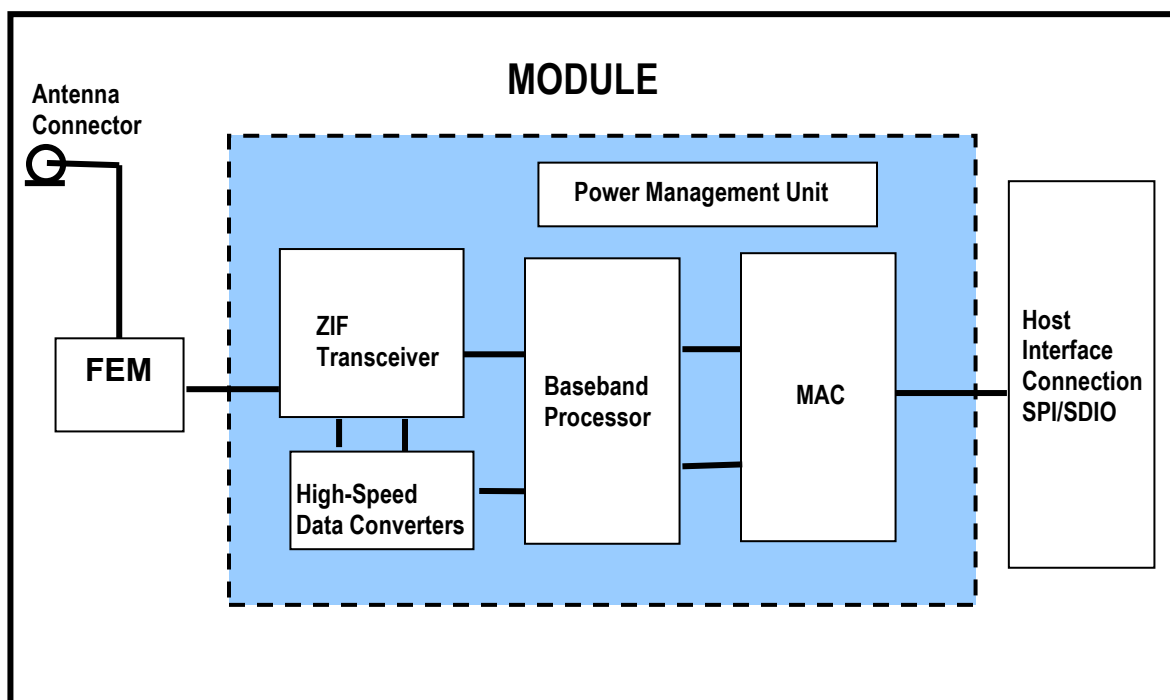 MODULE
Antenna
Connector
Power Management Unit
FEM
ZIF
Transceiver
High-Speed
Data Converters
Baseband
Processor
MAC
Host
Interface
Connection
SPI/SDIO